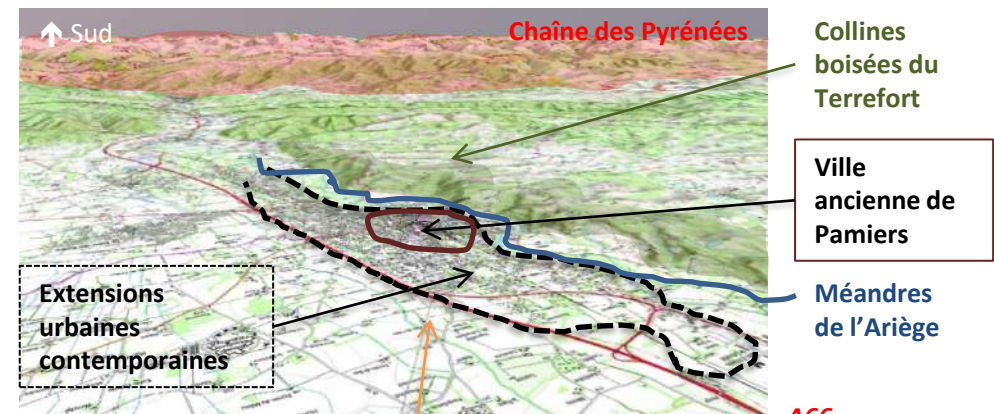 Sud
Chaîne des Pyrénées
Collines
boisées du
Terrefort
Ville
ancienne de
Pamiers
Extensions
urbaines
contemporaines
Méandres
de l’Ariège